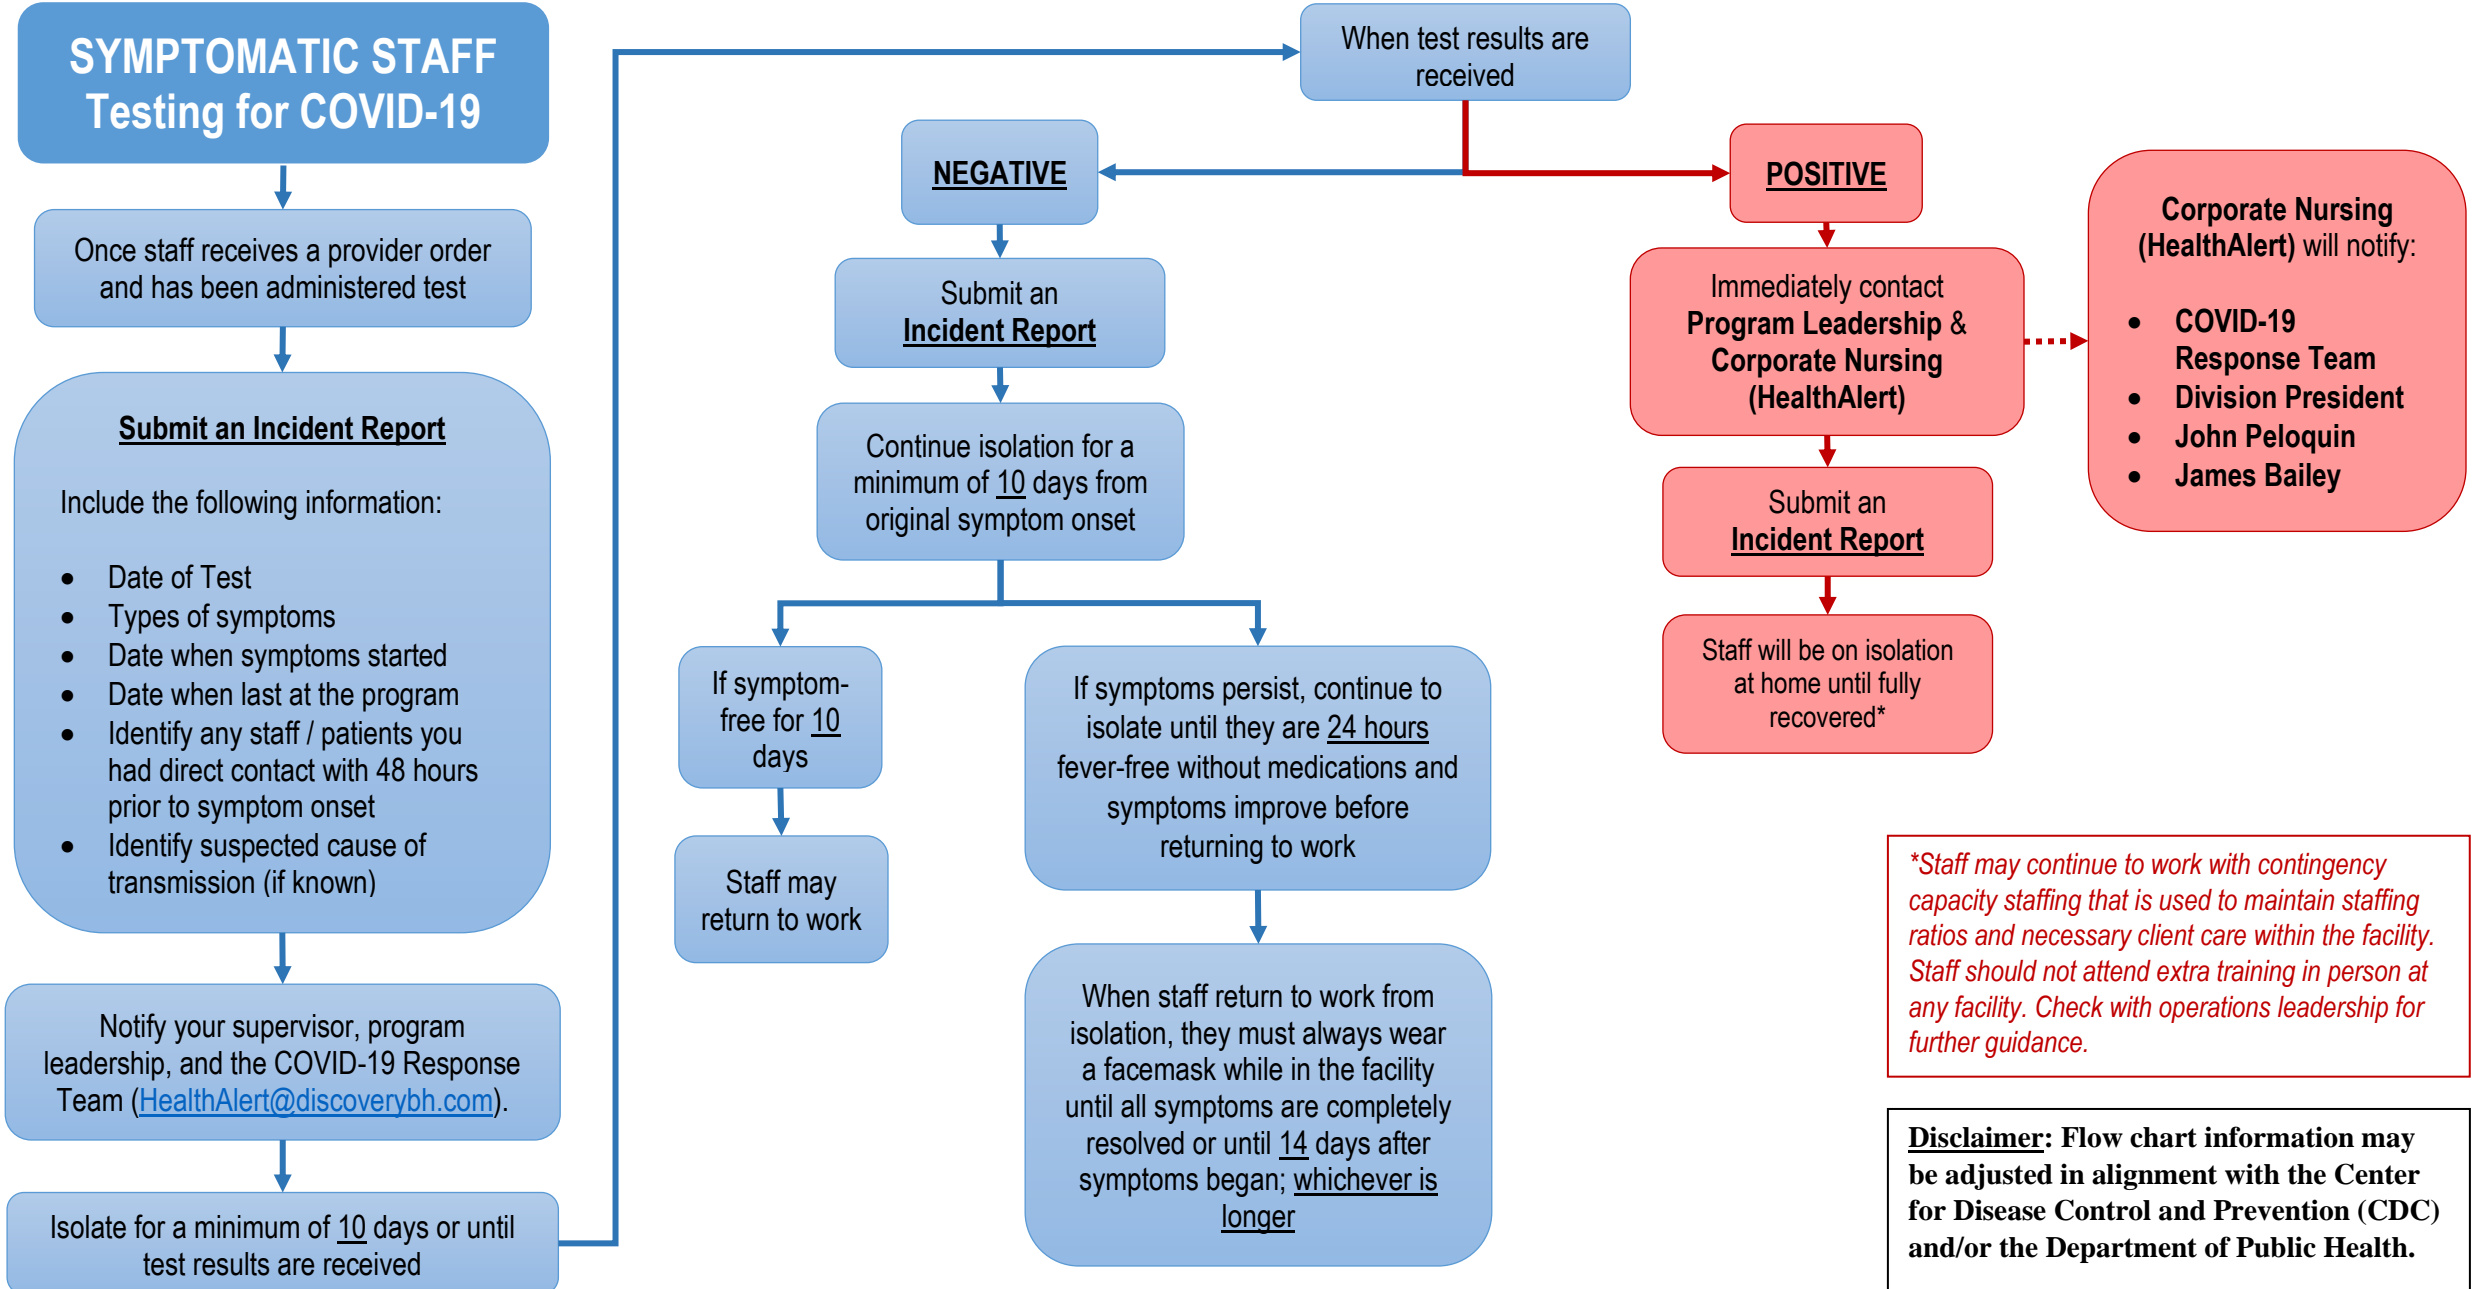 SYMPTOMATIC STAFF
Testing for COVID-19
Once staff receives a provider order
and has been administered test
Submit an Incident Report
Include the following information:
• Date of Test
• Types of symptoms
• Date when symptoms started
• Date when last at the program
• Identify any staff / patients you
had direct contact with 48 hours
prior to symptom onset
• Identify suspected cause of
transmission (if known)
Notify your supervisor, program
leadership, and the COVID-19 Response
Team (HealthAlert@discoverybh.com).
Isolate for a minimum of 10 days or until
test results are received
When test results are
received
NEGATIVE
Submit an
Incident Report
Continue isolation for a
minimum of 10 days from
original symptom onset
If symptom-
free for 10
days
Staff may
return to work
If symptoms persist, continue to
isolate until they are 24 hours
fever-free without medications and
symptoms improve before
returning to work
When staff return to work from
isolation, they must always wear
a facemask while in the facility
until all symptoms are completely
resolved or until 14 days after
symptoms began; whichever is
longer
POSITIVE
Immediately contact
Program Leadership &
Corporate Nursing
(HealthAlert)
Submit an
Incident Report
Staff will be on isolation
at home until fully
recovered*
Corporate Nursing
(HealthAlert) will notify:
• COVID-19
Response Team
• Division President
• John Peloquin
• James Bailey
*Staff may continue to work with contingency
capacity staffing that is used to maintain staffing
ratios and necessary client care within the facility.
Staff should not attend extra training in person at
any facility. Check with operations leadership for
further guidance.
Disclaimer: Flow chart information may
be adjusted in alignment with the Center
for Disease Control and Prevention (CDC)
and/or the Department of Public Health.